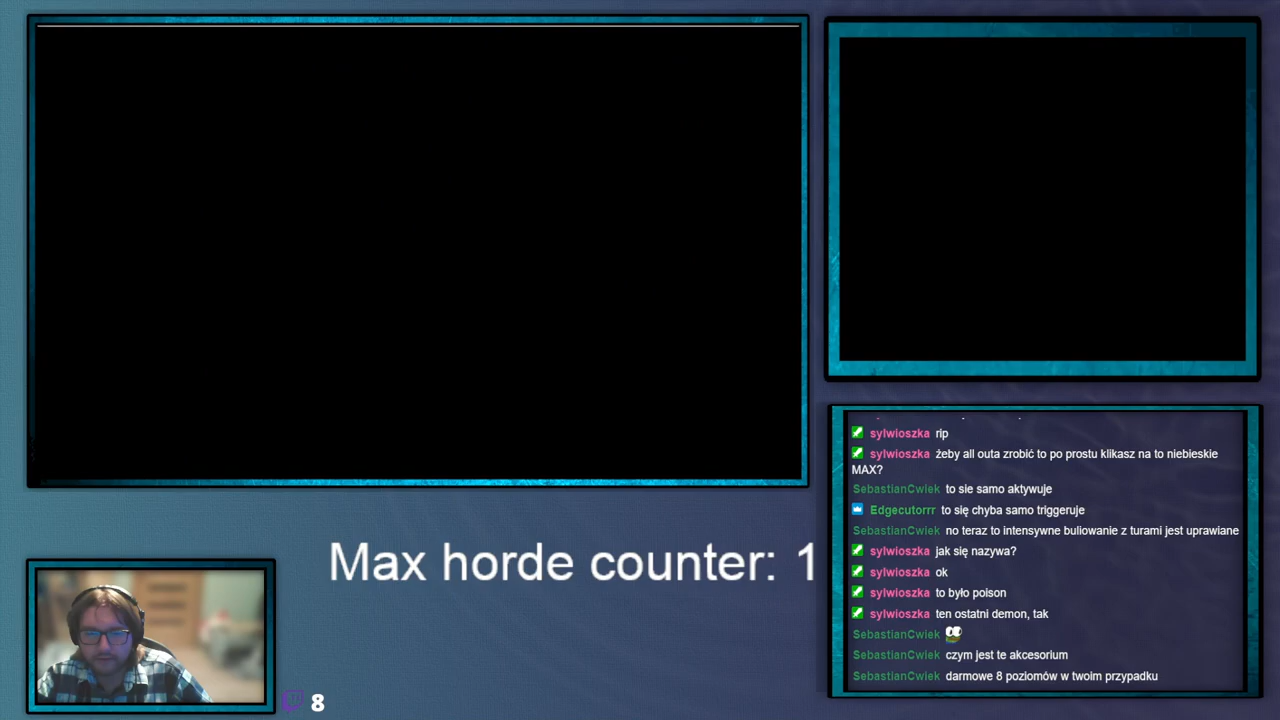 sylwioszka rip
sylwioszka żeby all outa zrobić to po prostu klikasz na to niebieskie
MAX?
SebastianCwiek to sie samo aktywuje
Edgecutorrr to się chyba samo triggeruje
SebastianCwiek no teraz to intensywne buliowanie z turami jest uprawiane
sylwioszka jak się nazywa?
sylwioszka ok
sylwioszka to było poison
sylwioszka ten ostatni demon, tak
SebastianCwiek
SebastianCwiek czym jest te akcesorium
SebastianCwiek darmowe 8 poziomów w twoim przypadku
Max horde counter: 1
8